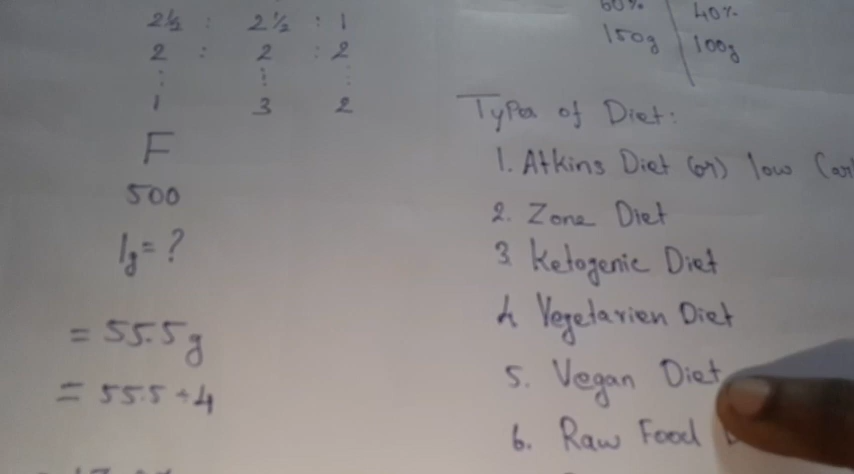 2½ : 2½ : 1
2 : 2 : 2
1 3 2
F
500
1g = ?
= 55.5g
= 55.5 ÷ 4
60% 40%
150g 100g
Types of Diet:
1. Atkins Diet (or) low Car
2. Zone Diet
3 Ketogenic Diet
4 Vegetarien Diet
5. Vegan Diet
6. Raw Food